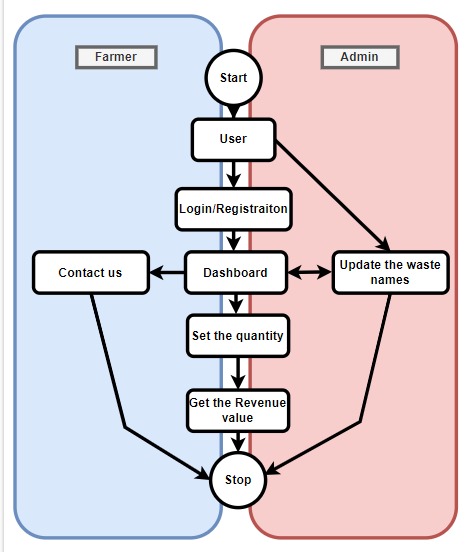 Farmer
Admin
Start
User
Login/Registraiton
Contact us
Dashboard
Update the waste
names
Set the quantity
Get the Revenue
value
Stop